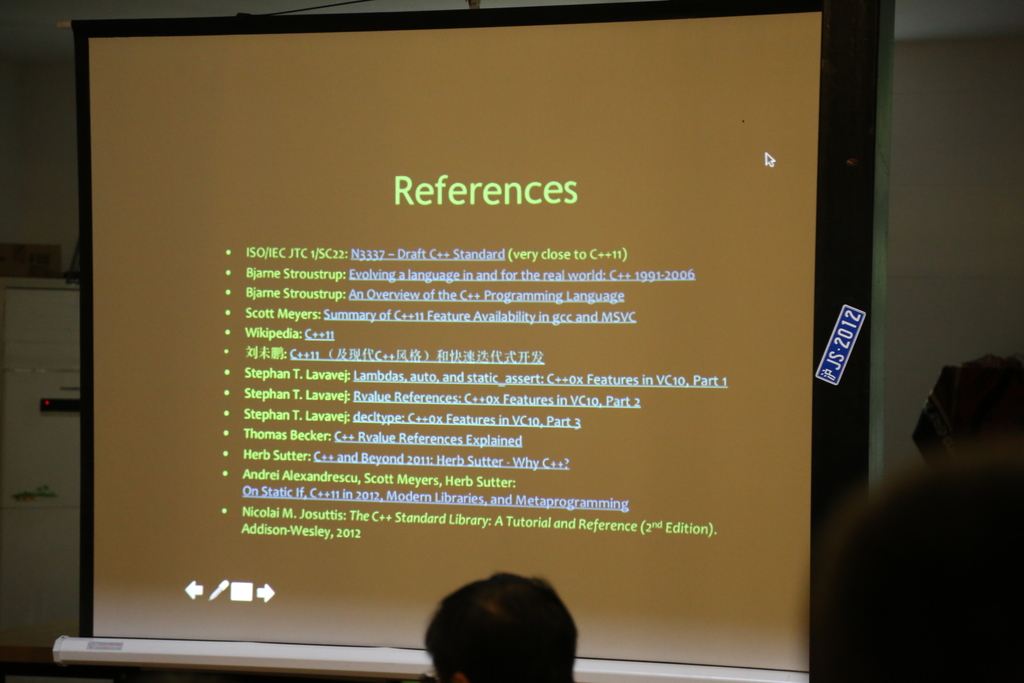 References
• ISO/IEC JTC 1/SC22: N3337 – Draft C++ Standard (very close to C++11)
• Bjarne Stroustrup: Evolving a language in and for the real world: C++ 1991-2006
• Bjarne Stroustrup: An Overview of the C++ Programming Language
• Scott Meyers: Summary of C++11 Feature Availability in gcc and MSVC
• Wikipedia: C++11
• 刘未鹏: C++11 （及现代C++风格）和快速迭代式开发
• Stephan T. Lavavej: Lambdas, auto, and static_assert: C++0x Features in VC10, Part 1
• Stephan T. Lavavej: Rvalue References: C++0x Features in VC10, Part 2
• Stephan T. Lavavej: decltype: C++0x Features in VC10, Part 3
• Thomas Becker: C++ Rvalue References Explained
• Herb Sutter: C++ and Beyond 2011: Herb Sutter - Why C++?
• Andrei Alexandrescu, Scott Meyers, Herb Sutter:
On Static If, C++11 in 2012, Modern Libraries, and Metaprogramming
• Nicolai M. Josuttis: The C++ Standard Library: A Tutorial and Reference (2nd Edition).
Addison-Wesley, 2012
沪JS·2012